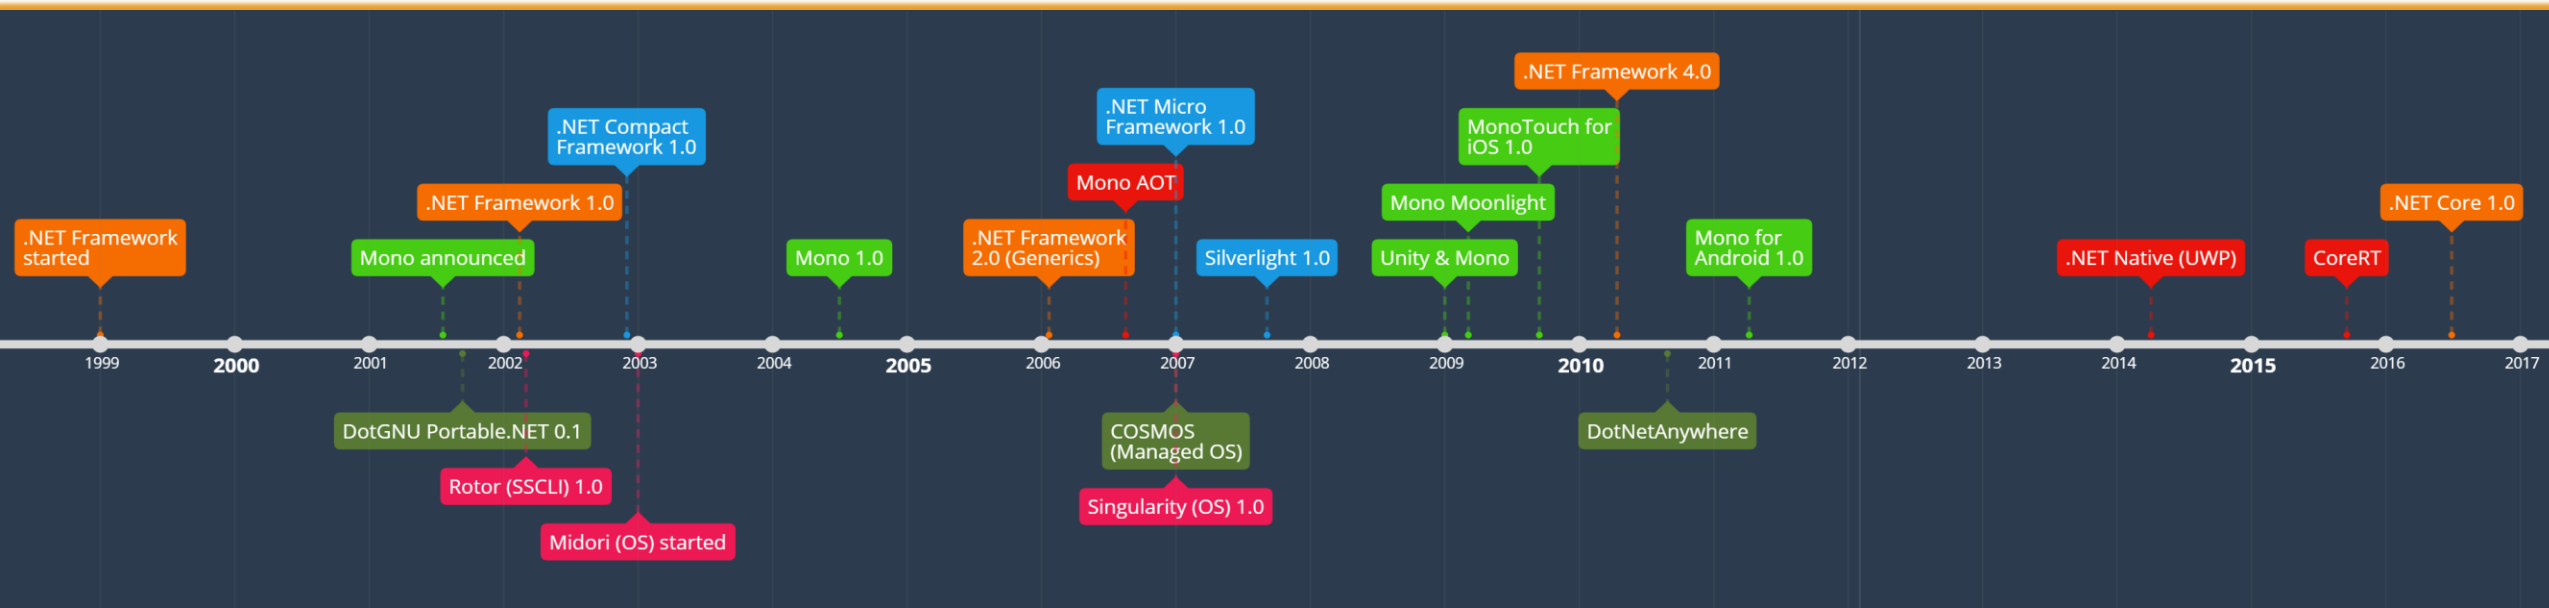 .NET Framework 4.0
.NET Micro
Framework 1.0
.NET Compact
Framework 1.0
MonoTouch for
iOS 1.0
Mono AOT
.NET Framework 1.0
Mono Moonlight
.NET Core 1.0
.NET Framework
started
Mono announced
Mono 1.0
.NET Framework
2.0 (Generics)
Silverlight 1.0
Unity & Mono
Mono for
Android 1.0
.NET Native (UWP)
CoreRT
1999
2000
2001
2002
2003
2004
2005
2006
2007
2008
2009
2010
2011
2012
2013
2014
2015
2016
2017
DotGNU Portable.NET 0.1
COSMOS
(Managed OS)
DotNetAnywhere
Rotor (SSCLI) 1.0
Singularity (OS) 1.0
Midori (OS) started